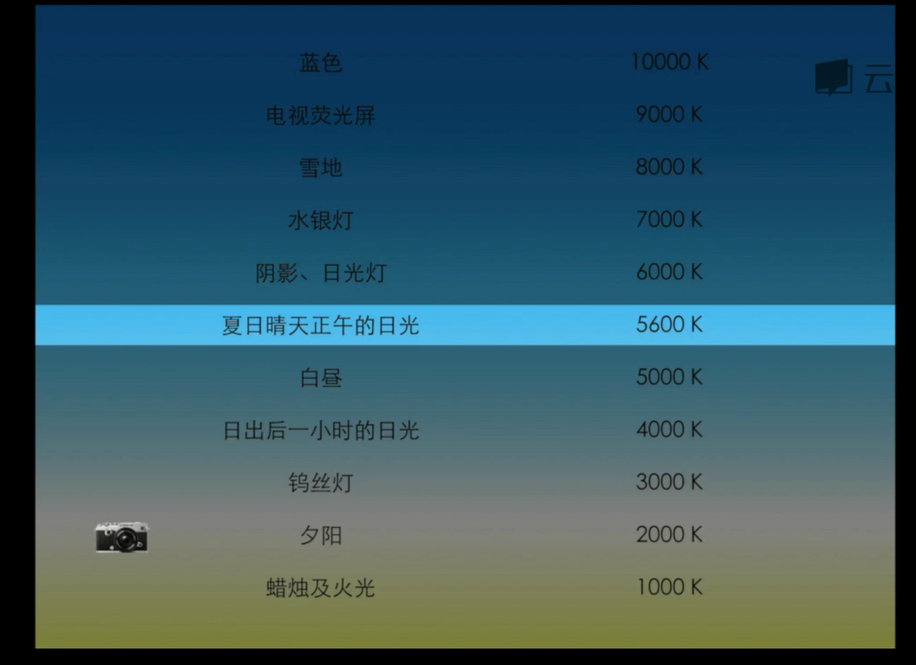 蓝色 10000 K
云
电视荧光屏 9000 K
雪地 8000 K
水银灯 7000 K
阴影、日光灯 6000 K
夏日晴天正午的日光 5600 K
白昼 5000 K
日出后一小时的日光 4000 K
钨丝灯 3000 K
夕阳 2000 K
蜡烛及火光 1000 K